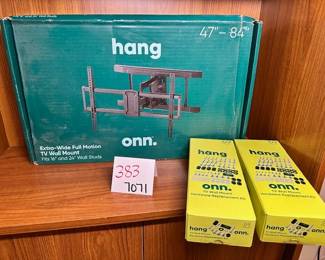 hang
47"- 84"
Extra-Wide Full Motion
TV Wall Mount
Fits 16" and 24" Wall Studs
onn.
383
7071
hang
onn.
hang
onn.